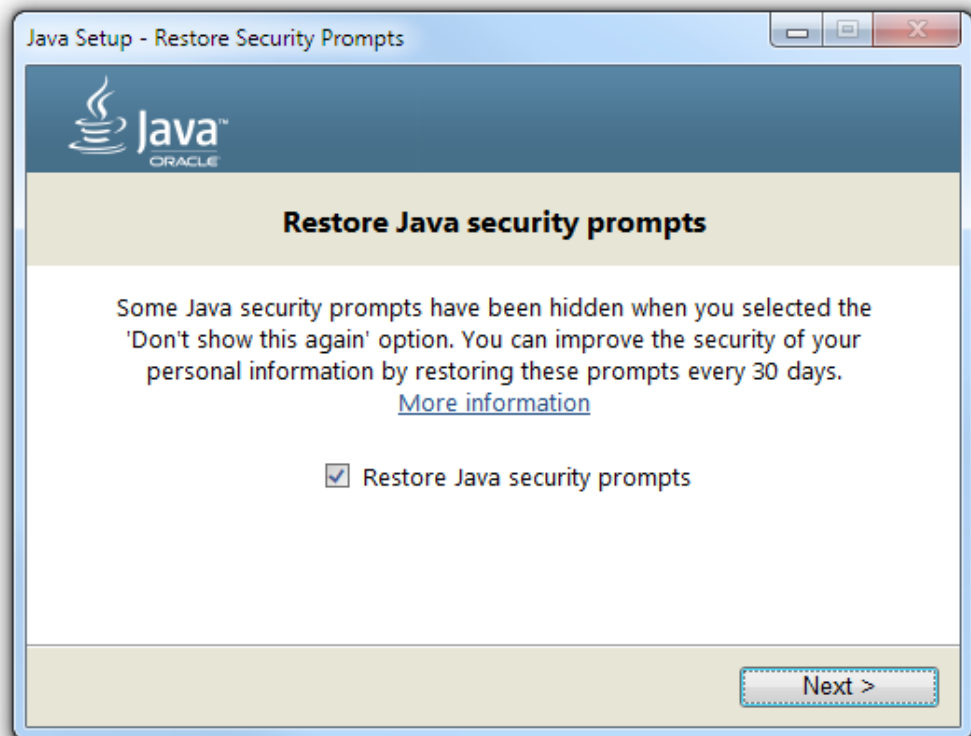 Java Setup - Restore Security Prompts
Java™
ORACLE
Restore Java security prompts
Some Java security prompts have been hidden when you selected the
'Don't show this again' option. You can improve the security of your
personal information by restoring these prompts every 30 days.
More information
Restore Java security prompts
Next >